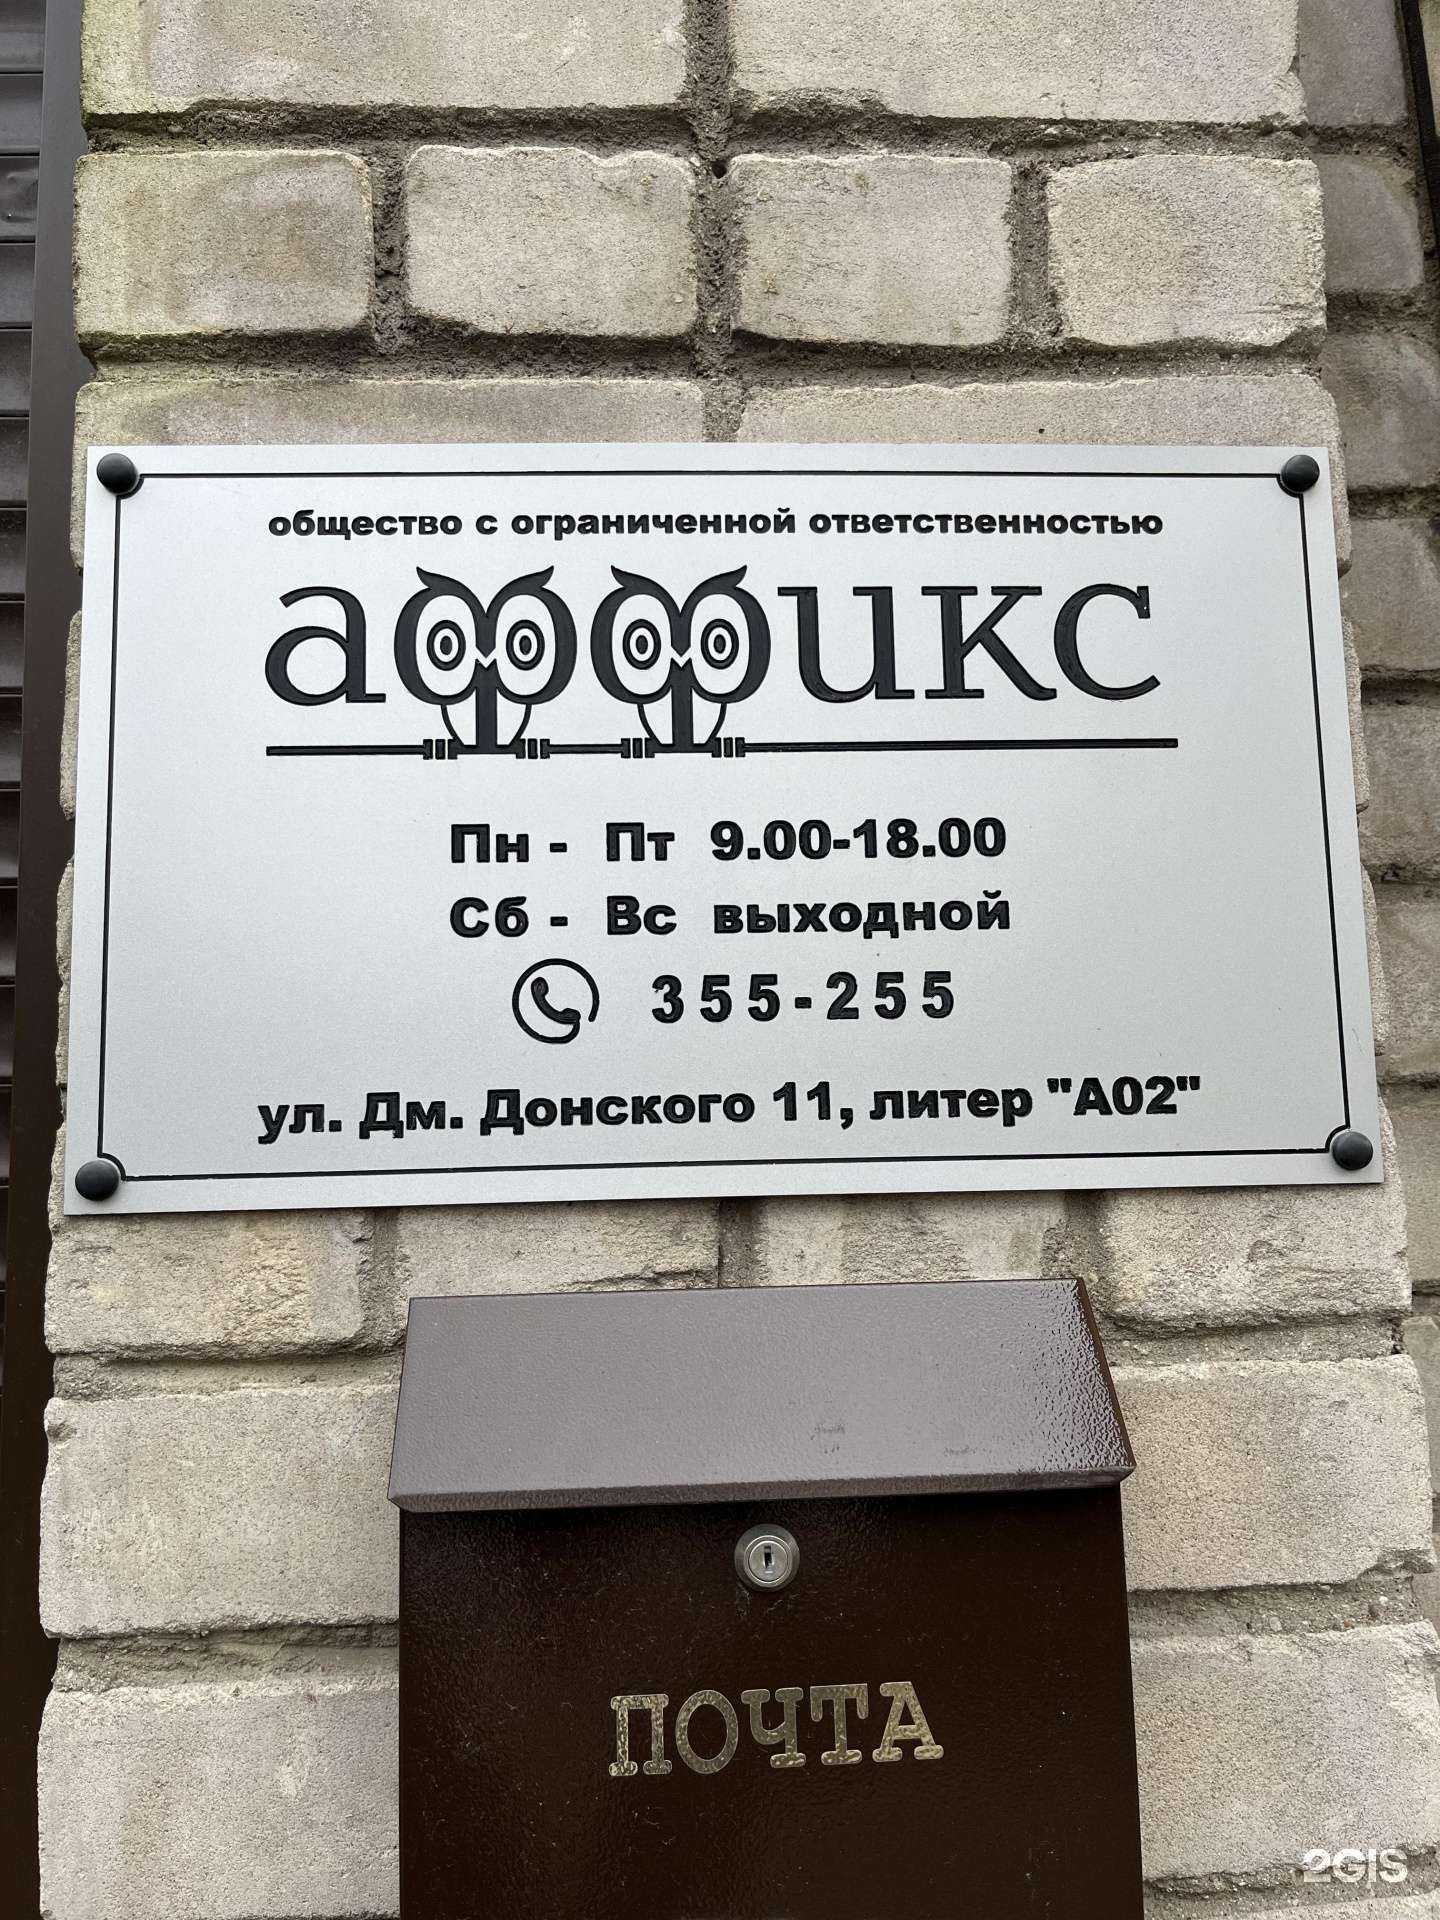 общество с ограниченной ответственностью
аффикс
Пн - Пт 9.00-18.00
Сб - Вс выходной
355-255
ул. Дм. Донского 11, литер "А02"
ПОЧТА
2GIS